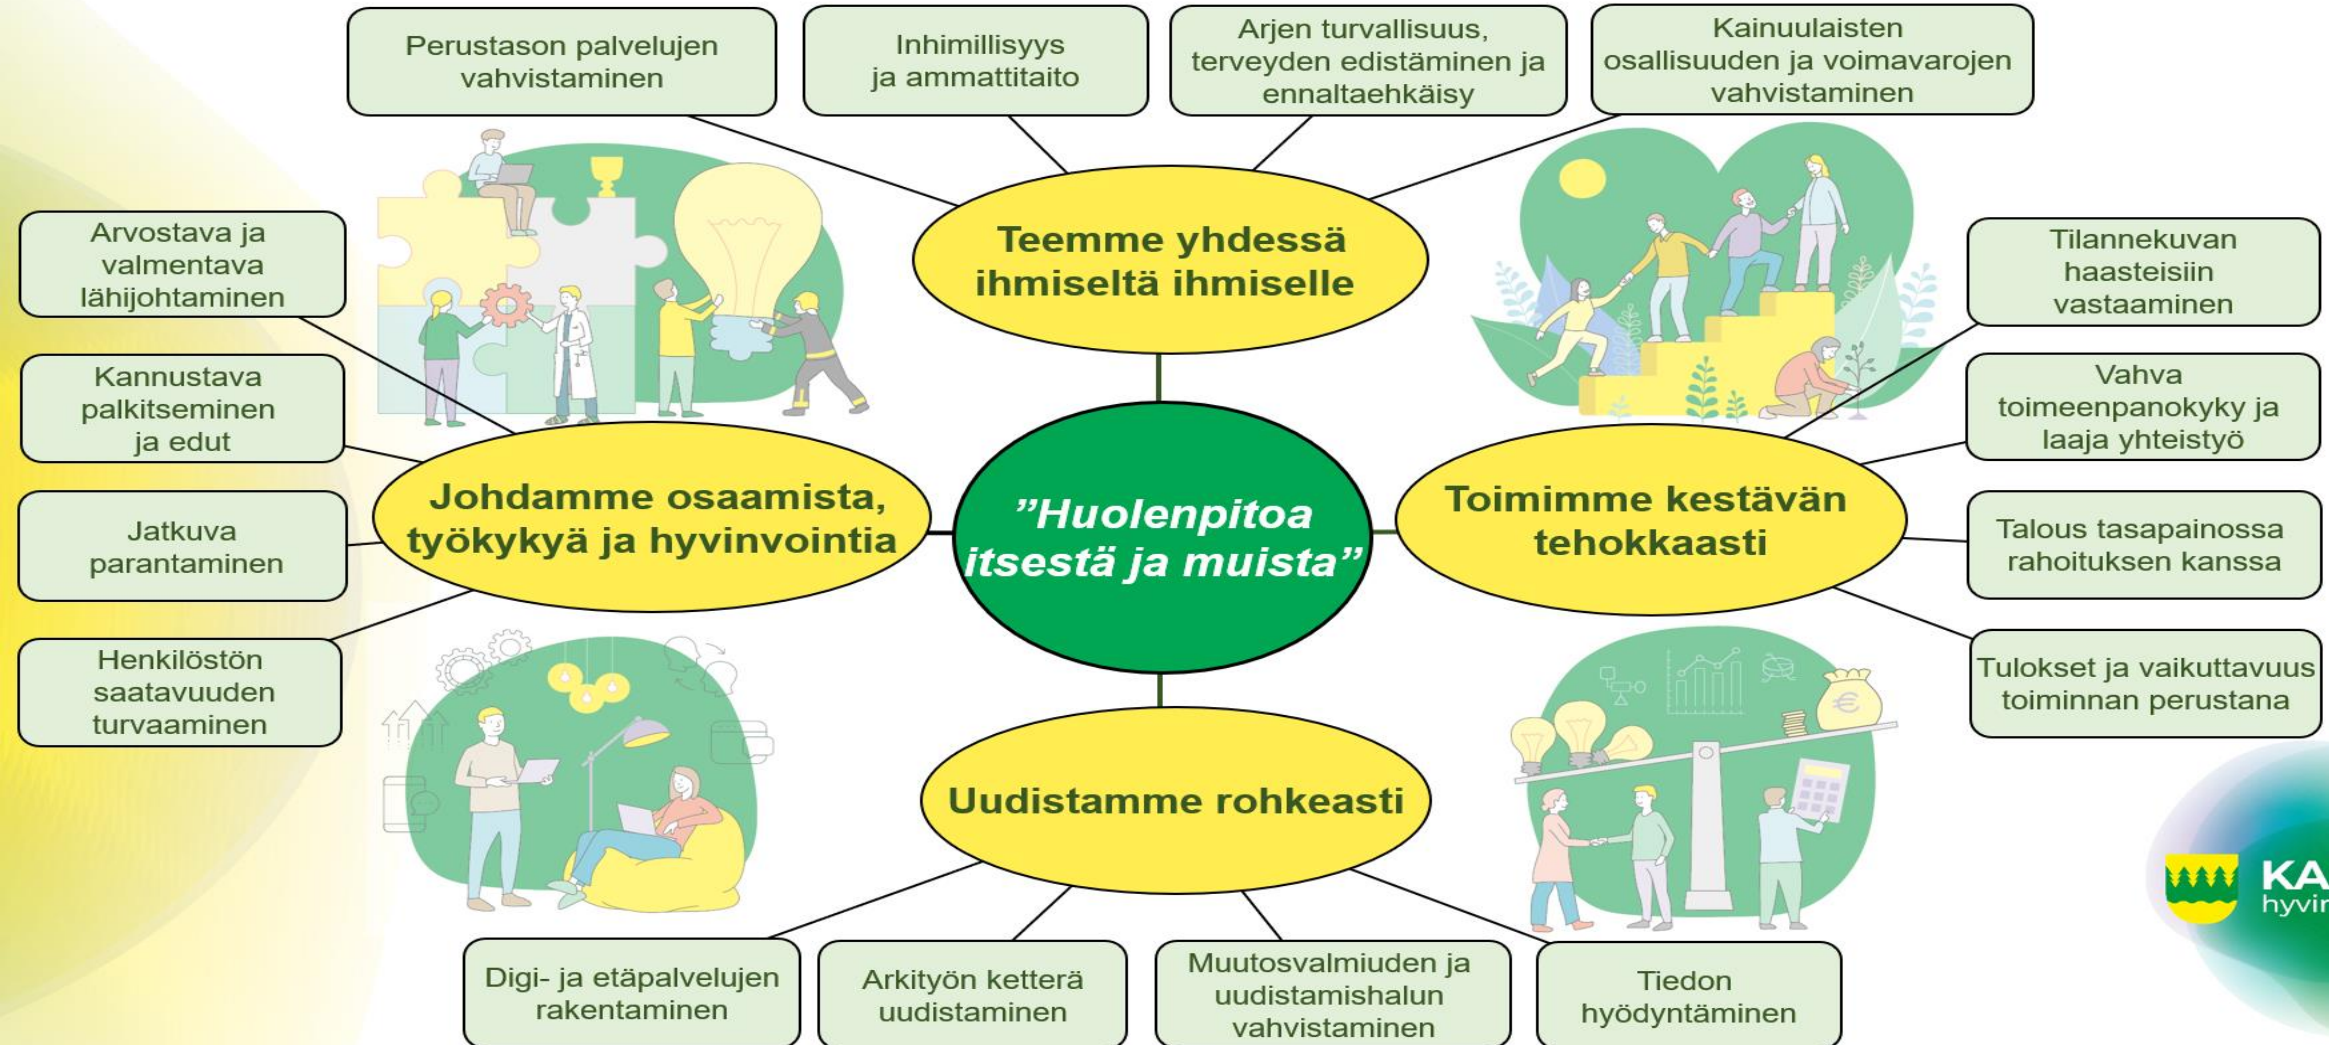 Perustason palvelujen
vahvistaminen
Inhimillisyys
ja ammattitaito
Arjen turvallisuus,
terveyden edistäminen ja
ennaltaehkäisy
Kainuulaisten
osallisuuden ja voimavarojen
vahvistaminen
Teemme yhdessä
ihmiseltä ihmiselle
Arvostava ja
valmentava
lähijohtaminen
Kannustava
palkitseminen
ja edut
Jatkuva
parantaminen
Henkilöstön
saatavuuden
turvaaminen
Johdamme osaamista,
työkykyä ja hyvinvointia
”Huolenpitoa
itsestä ja muista”
Toimimme kestävän
tehokkaasti
Tilannekuvan
haasteisiin
vastaaminen
Vahva
toimeenpanokyky ja
laaja yhteistyö
Talous tasapainossa
rahoituksen kanssa
Tulokset ja vaikuttavuus
toiminnan perustana
€
Uudistamme rohkeasti
Digi- ja etäpalvelujen
rakentaminen
Arkityön ketterä
uudistaminen
Muutosvalmiuden ja
uudistamishalun
vahvistaminen
Tiedon
hyödyntäminen